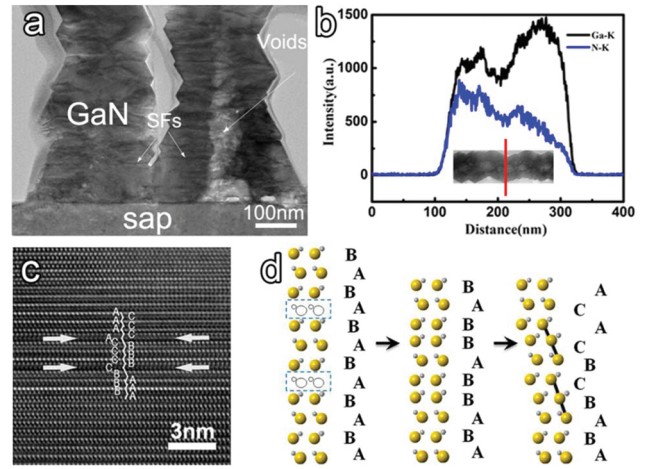 a
Voids
GaN
SFs
sap
100nm
b
1500
1000
500
0
Intensity(a.u.)
Ga-K
N-K
0 100 200 300 400
Distance(nm)
c
3nm
d
B
A
B
A
B
A
B
A
B
A
B
A
B
A
B
B
A
B
B
A
B
A
A
C
A
C
B
C
B
A
B
A